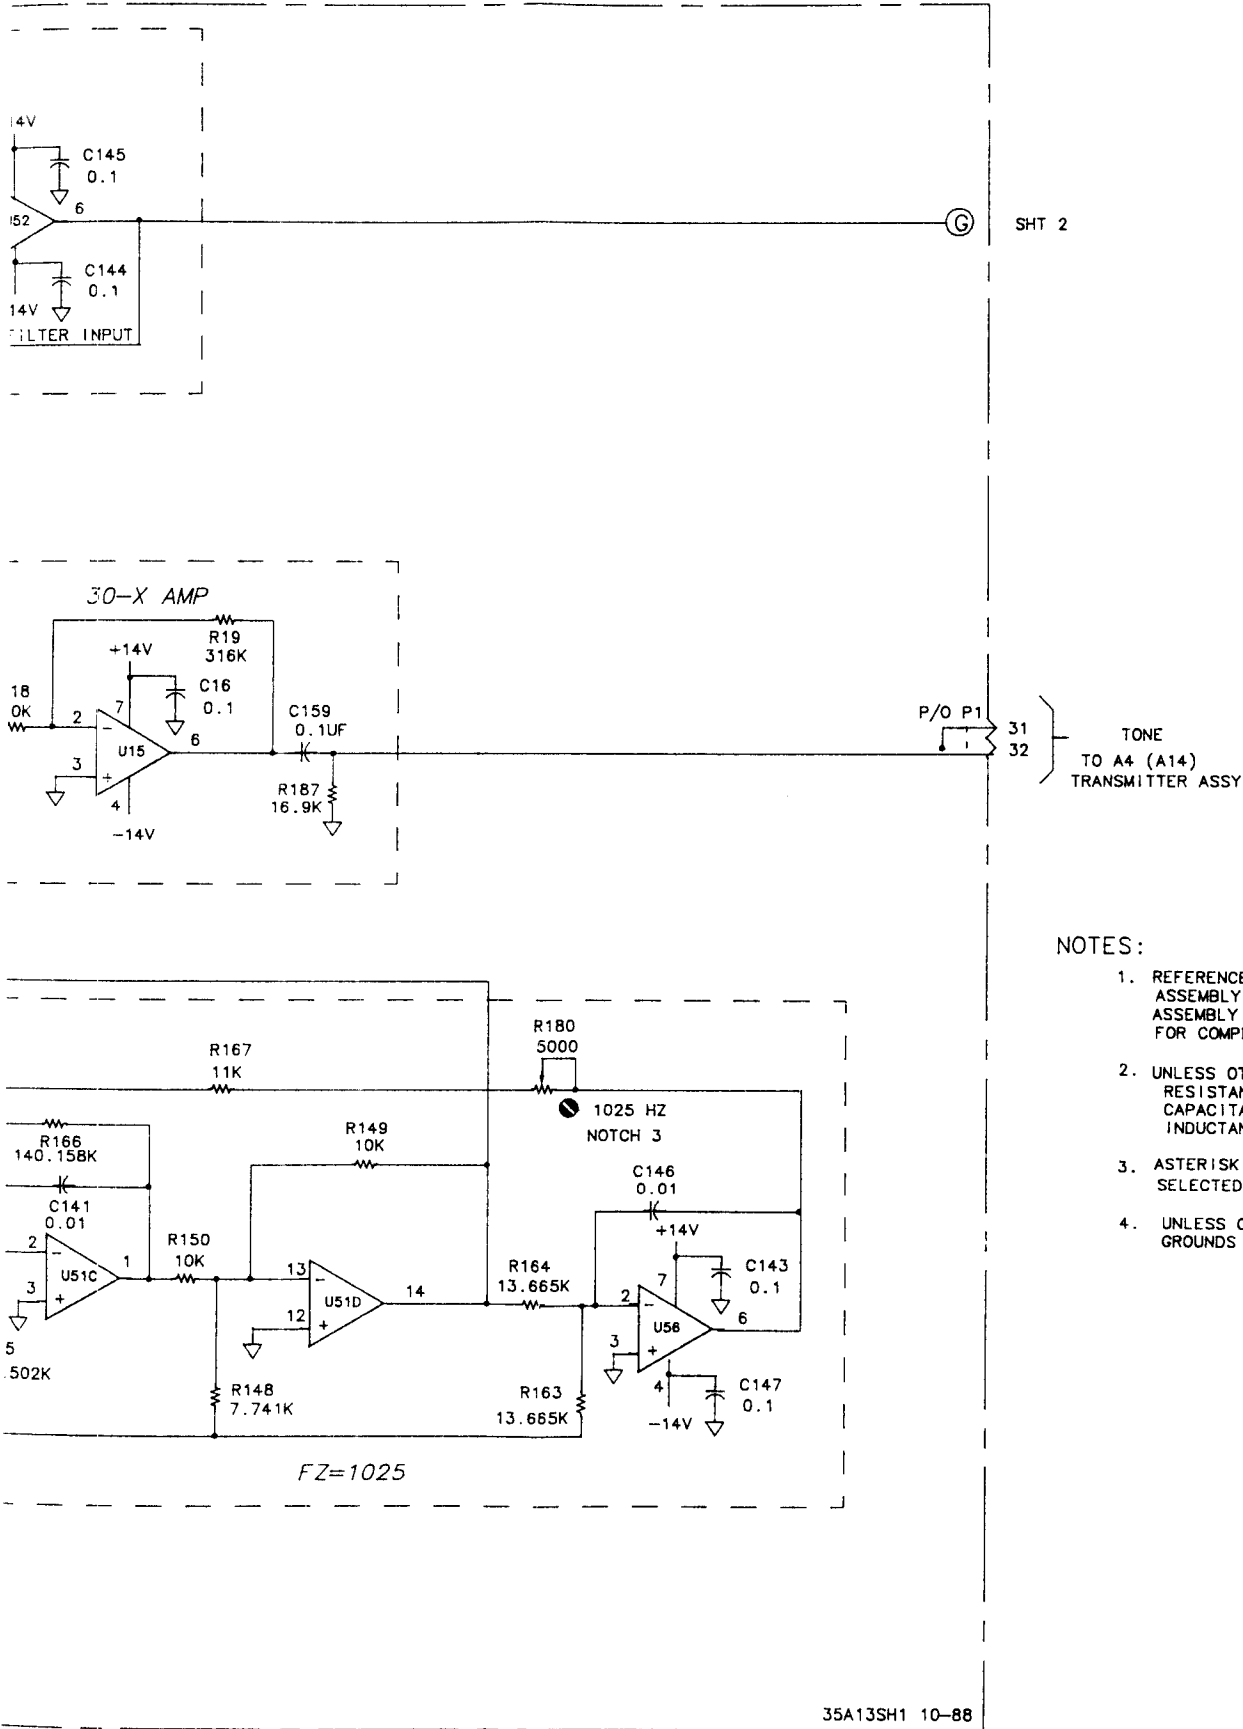 14V
C145
0.1
6
U52
G
SHT 2
C144
0.1
14V
FILTER INPUT
30-X AMP
R19
316K
+14V
C16
0.1
18
0K
2
7
-
U15
6
C159
0.1UF
3
+
4
-14V
R187
16.9K
P/O P1
31
32
TONE
TO A4 (A14)
TRANSMITTER ASSY
NOTES:
1. REFERENCE
ASSEMBLY
ASSEMBLY
FOR COMP
2. UNLESS OT
RESISTAN
CAPACITA
INDUCTAN
3. ASTERISK
SELECTED
4. UNLESS O
GROUNDS
R167
11K
R180
5000
1025 HZ
NOTCH 3
R166
140.158K
C141
0.01
R149
10K
C146
0.01
+14V
2
-
U51C
1
3
+
R150
10K
13
-
U51D
14
12
+
R164
13.665K
C143
0.1
7
2
-
U56
6
3
+
4
-14V
C147
0.1
5
.502K
R148
7.741K
R163
13.665K
FZ=1025
35A13SH1 10-88